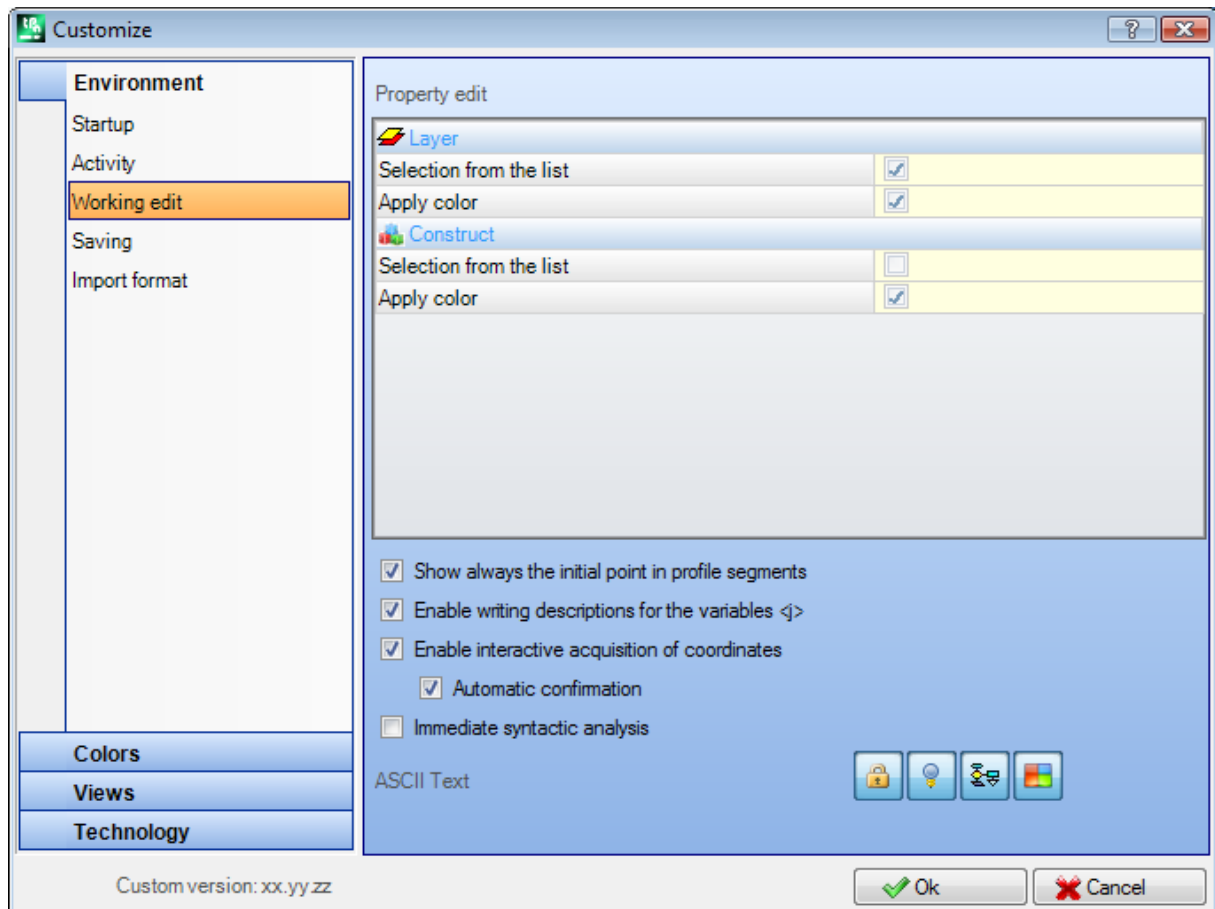 Customize
Environment
Startup
Activity
Working edit
Saving
Import format
Colors
Views
Technology
Property edit
Layer
Selection from the list
Apply color
Construct
Selection from the list
Apply color
Show always the initial point in profile segments
Enable writing descriptions for the variables <j>
Enable interactive acquisition of coordinates
Automatic confirmation
Immediate syntactic analysis
ASCII Text
Custom version: xx.yy.zz
Ok
Cancel